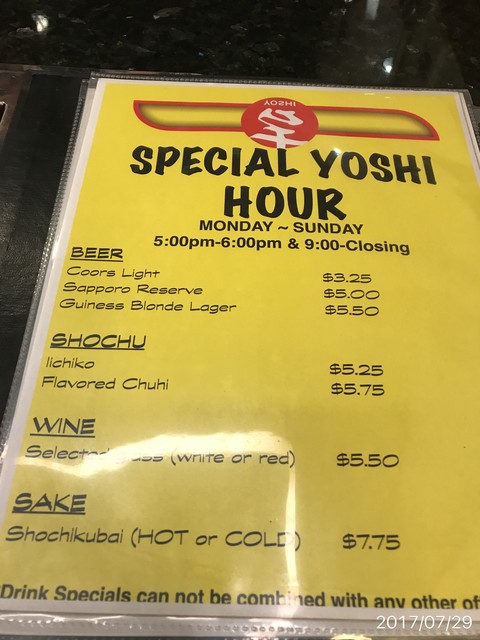 YOSHI
SPECIAL YOSHI
HOUR
MONDAY ~ SUNDAY
5:00pm-6:00pm & 9:00-Closing
BEER
Coors Light $3.25
Sapporo Reserve $5.00
Guiness Blonde Lager $5.50
SHOCHU
Iichiko $5.25
Flavored Chuhi $5.75
WINE
Selected (white or red) $5.50
SAKE
Shochikubai (HOT or COLD) $7.75
Drink Specials can not be combined with any other of
2017/07/29